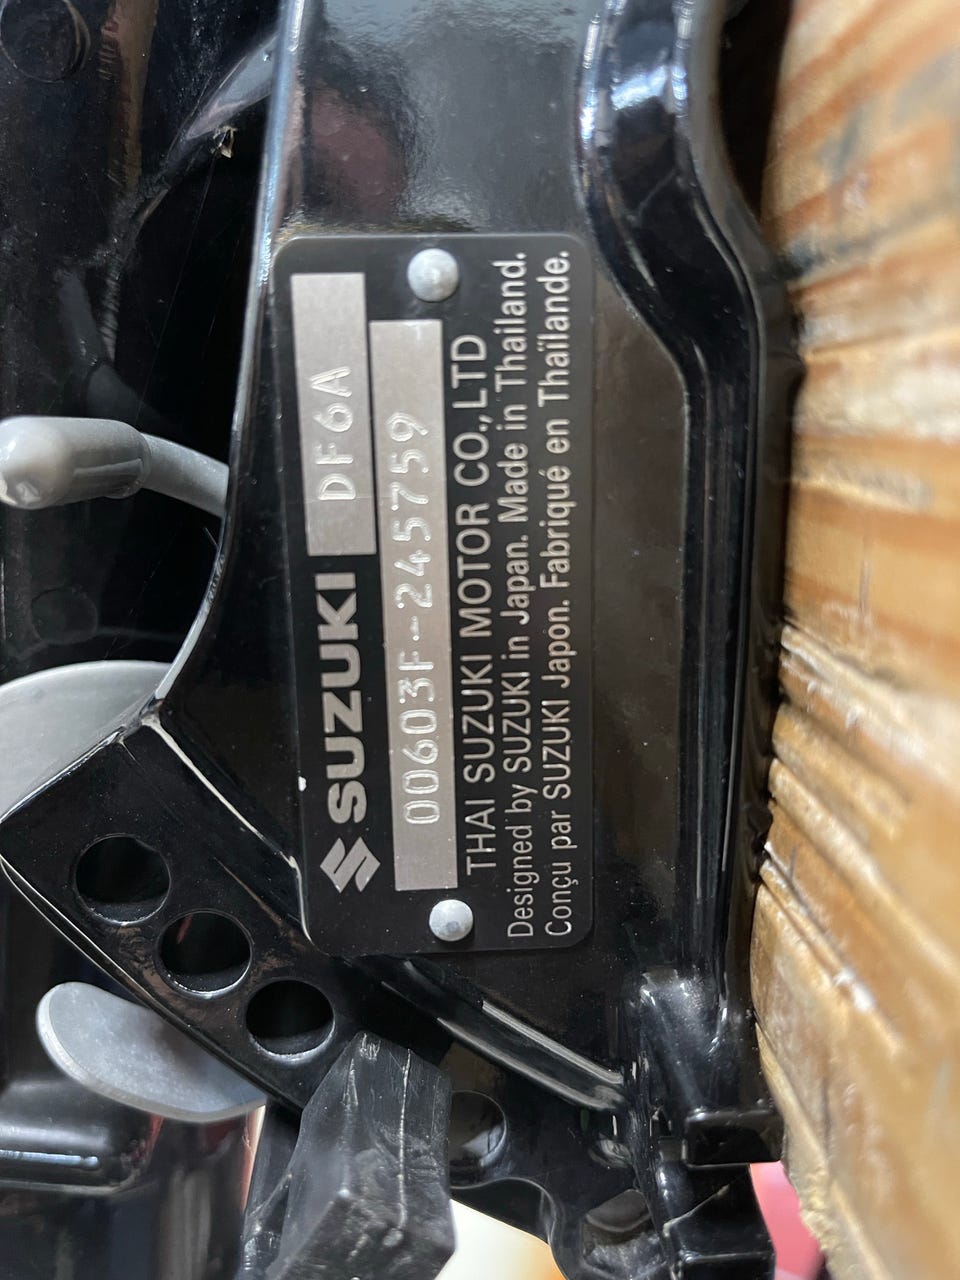 SUZUKI DF6A
00603F-245759
THAI SUZUKI MOTOR CO.,LTD
Designed by SUZUKI in Japan. Made in Thailand.
Conçu par SUZUKI Japon. Fabriqué en Thaïlande.